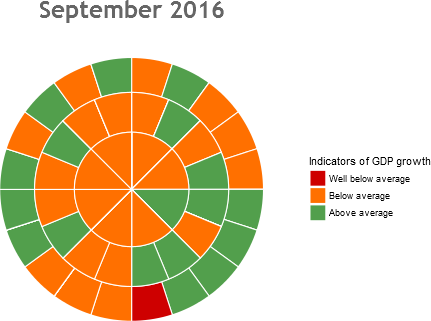 September 2016
Indicators of GDP growth
Well below average
Below average
Above average